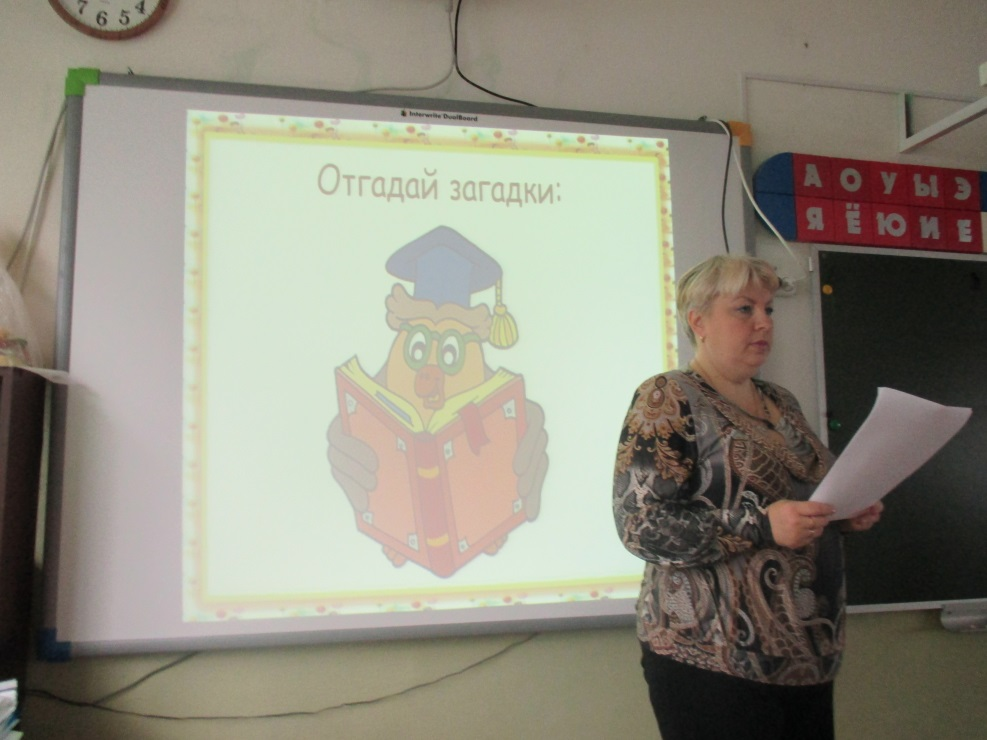 7 6 5 4
Interwrite DualBoard
Отгадай загадки:
А О У Ы Э
Я Ё Ю И Е